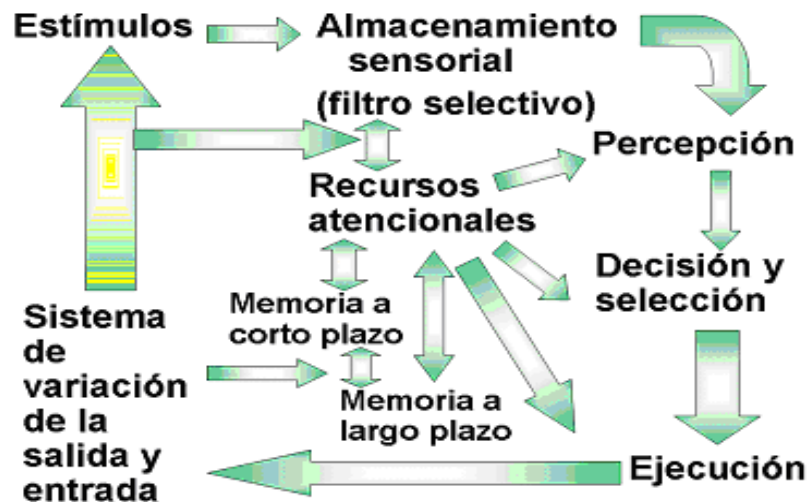 Estímulos
Almacenamiento
sensorial
(filtro selectivo)
Percepción
Recursos
atencionales
Decisión y
selección
Memoria a
corto plazo
Sistema
de
variación
de la
salida y
entrada
Memoria a
largo plazo
Ejecución